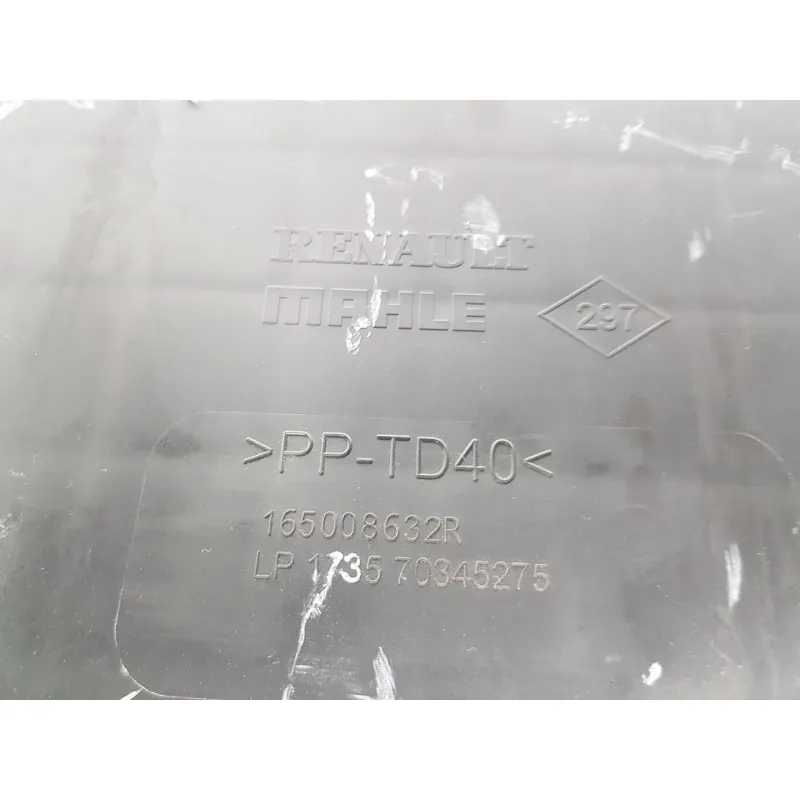 RENAULT
MAHLE
297
>PP-TD40<
165008632R
LP 1735 70345275